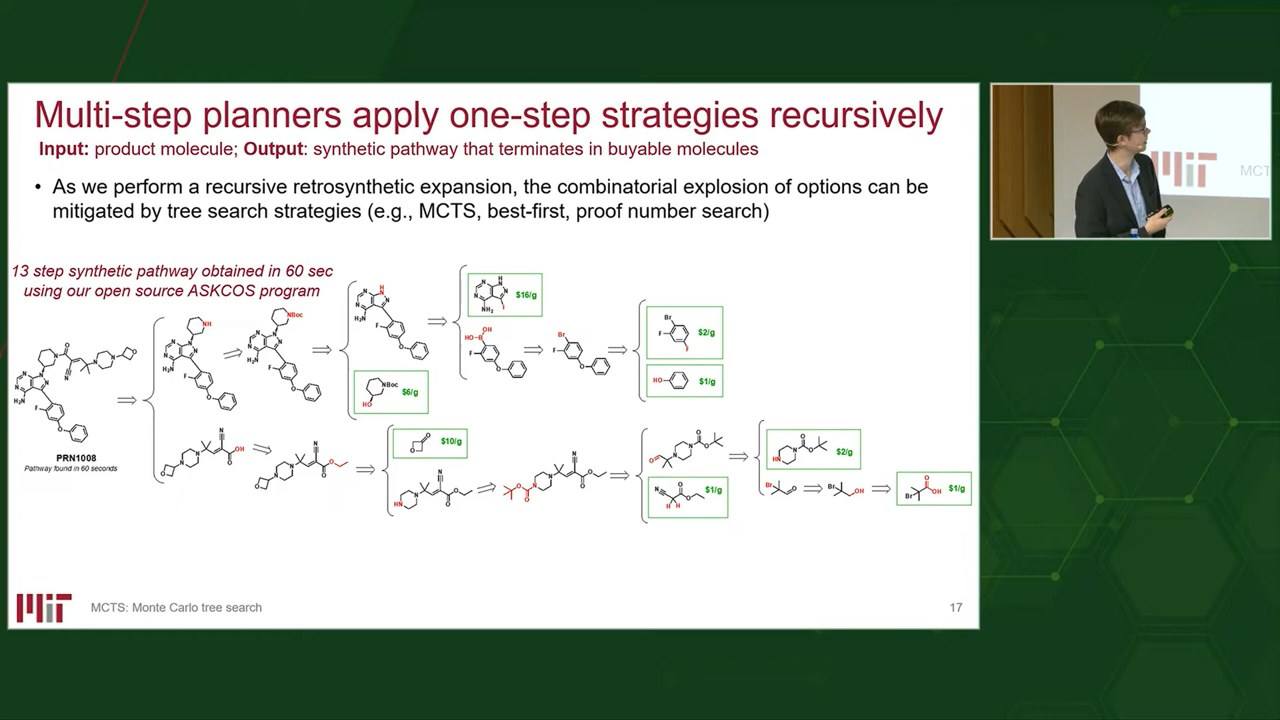 Multi-step planners apply one-step strategies recursively
Input: product molecule; Output: synthetic pathway that terminates in buyable molecules
• As we perform a recursive retrosynthetic expansion, the combinatorial explosion of options can be
mitigated by tree search strategies (e.g., MCTS, best-first, proof number search)
13 step synthetic pathway obtained in 60 sec
using our open source ASKCOS program
$16/g
$2/g
$6/g
$1/g
PRN1008
Pathway found in 60 seconds
$10/g
$2/g
$1/g
$1/g
MIT
MCTS: Monte Carlo tree search
17
MIT
MCT